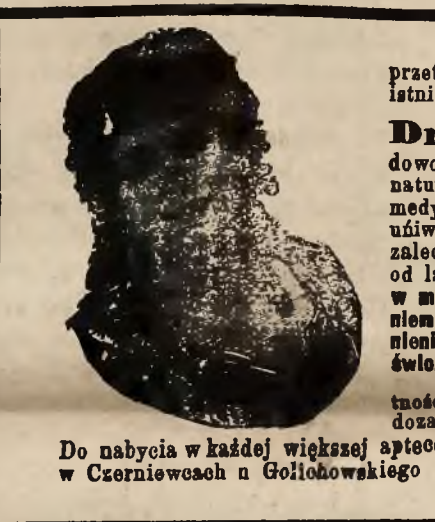 przet
istni
Dr
dowo
natu
medy
uńiw
zalec
od la
w m
niem
nieni
świe
tnośc
doza
Do nabycia w każdej większej aptece
w Czerniewcach n Golichowskiego